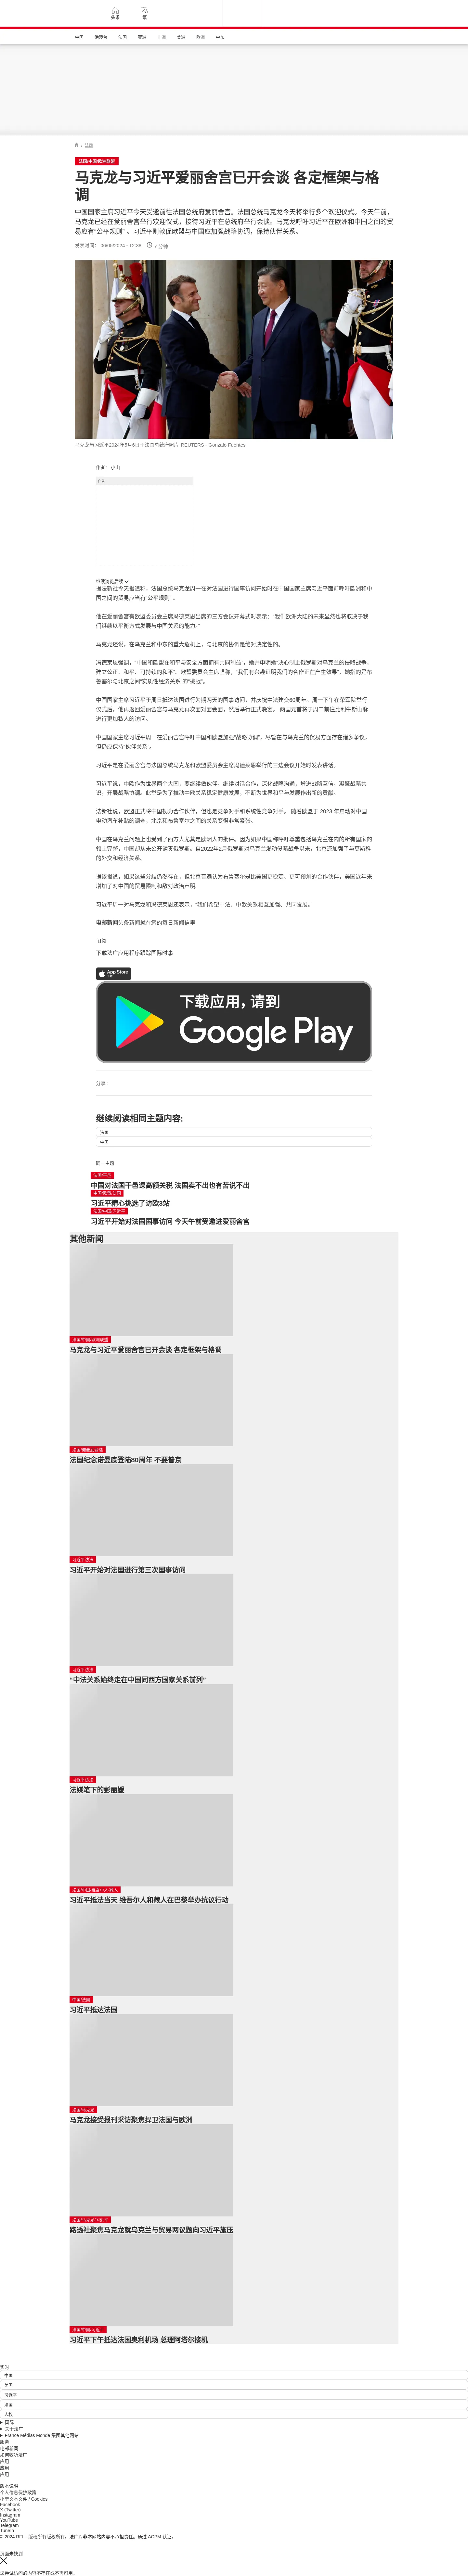 头条
繁
中国
港澳台
法国
亚洲
非洲
美洲
欧洲
中东
法国
法国/中国/欧洲联盟
马克龙与习近平爱丽舍宫已开会谈 各定框架与格
调
中国国家主席习近平今天受邀前往法国总统府爱丽舍宫。法国总统马克龙今天将举行多个欢迎仪式。今天午前，
马克龙已经在爱丽舍宫举行欢迎仪式，接待习近平在总统府举行会谈。马克龙呼吁习近平在欧洲和中国之间的贸
易应当有“公平规则” 。习近平则敦促欧盟与中国应加强战略协调，保持伙伴关系。
发表时间： 06/05/2024 - 12:38
7 分钟
马克龙与习近平2024年5月6日于法国总统府照片 REUTERS - Gonzalo Fuentes
作者： 小山
广告
继续浏览后续
据法新社今天报道称，法国总统马克龙周一在对法国进行国事访问开始时在中国国家主席习近平面前呼吁欧洲和中
国之间的贸易应当有“公平规则” 。
他在爱丽舍宫有欧盟委员会主席冯德莱恩出席的三方会议开幕式时表示：“我们欧洲大陆的未来显然也将取决于我
们继续以平衡方式发展与中国关系的能力。”
马克龙还说，在乌克兰和中东的重大危机上，与北京的协调是绝对决定性的。
冯德莱恩强调，“中国和欧盟在和平与安全方面拥有共同利益”，她并申明她“决心制止俄罗斯对乌克兰的侵略战争，
建立公正、和平、可持续的和平”。欧盟委员会主席坚称，“我们有兴趣证明我们的合作正在产生效果”，她指的是布
鲁塞尔与北京之间“实质性经济关系”的“挑战”。
中国国家主席习近平于周日抵达法国进行为期两天的国事访问，并庆祝中法建交60周年。周一下午在荣军院举行
仪式后，他再返回爱丽舍宫与马克龙再次面对面会面，然后举行正式晚宴。 两国元首将于周二前往比利牛斯山脉
进行更加私人的访问。
中国国家主席习近平周一在爱丽舍宫呼吁中国和欧盟加强“战略协调”，尽管在与乌克兰的贸易方面存在诸多争议，
但仍应保持“伙伴关系”。
习近平是在爱丽舍宫与法国总统马克龙和欧盟委员会主席冯德莱恩举行的三边会议开始时发表讲话。
习近平说，中欧作为世界两个大国，要继续做伙伴，继续对话合作，深化战略沟通，增进战略互信，凝聚战略共
识，开展战略协调。此举是为了推动中欧关系稳定健康发展，不断为世界和平与发展作出新的贡献。
法新社说，欧盟正式将中国视为合作伙伴，但也是竞争对手和系统性竞争对手。 随着欧盟于 2023 年启动对中国
电动汽车补贴的调查，北京和布鲁塞尔之间的关系变得非常紧张。
中国在乌克兰问题上也受到了西方人尤其是欧洲人的批评。因为如果中国称呼吁尊重包括乌克兰在内的所有国家的
领土完整，中国却从未公开谴责俄罗斯。自2022年2月俄罗斯对乌克兰发动侵略战争以来，北京还加强了与莫斯科
的外交和经济关系。
据该报道，如果这些分歧仍然存在，但北京普遍认为布鲁塞尔是比美国更稳定、更可预测的合作伙伴，美国近年来
增加了对中国的贸易限制和敌对政治声明。
习近平周一对马克龙和冯德莱恩还表示，“我们希望中法、中欧关系相互加强、共同发展。”
电邮新闻头条新闻就在您的每日新闻信里
订阅
下载法广应用程序跟踪国际时事
App Store
下载
下载应用，请到
Google Play
分享 :
继续阅读相同主题内容:
法国
中国
同一主题
法国/干邑
中国对法国干邑课高额关税 法国卖不出也有苦说不出
中国/欧盟/法国
习近平精心挑选了访欧3站
法国/中国/习近平
习近平开始对法国国事访问 今天午前受邀进爱丽舍宫
其他新闻
法国/中国/欧洲联盟
马克龙与习近平爱丽舍宫已开会谈 各定框架与格调
法国/诺曼底登陆
法国纪念诺曼底登陆80周年 不要普京
习近平访法
习近平开始对法国进行第三次国事访问
习近平访法
“中法关系始终走在中国同西方国家关系前列”
习近平访法
法媒笔下的彭丽媛
法国/中国/维吾尔人/藏人
习近平抵法当天 维吾尔人和藏人在巴黎举办抗议行动
中国/法国
习近平抵达法国
法国/马克龙
马克龙接受报刊采访聚焦捍卫法国与欧洲
法国/马克龙/习近平
路透社聚焦马克龙就乌克兰与贸易两议题向习近平施压
法国/中国/习近平
习近平下午抵达法国奥利机场 总理阿塔尔接机
实时
中国
美国
习近平
法国
人权
国际
关于法广
France Médias Monde 集团其他网站
服务
电邮新闻
如何收听法广
应用
应用
应用
版本说明
个人信息保护政策
小型文本文件 / Cookies
Facebook
X (Twitter)
Instagram
YouTube
Telegram
TuneIn
© 2024 RFI – 版权所有版权所有。法广对非本网站内容不承担责任。通过 ACPM 认证。
页面未找到
您尝试访问的内容不存在或不再可用。